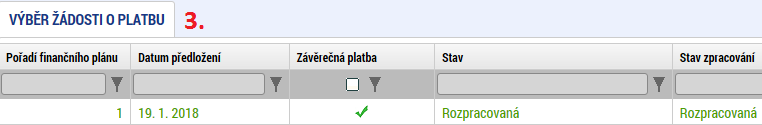 VÝBĚR ŽÁDOSTI O PLATBU 3.
Pořadí finančního plánu Datum předložení Závěrečná platba Stav Stav zpracování
1 19. 1. 2018 Rozpracovaná Rozpracovaná